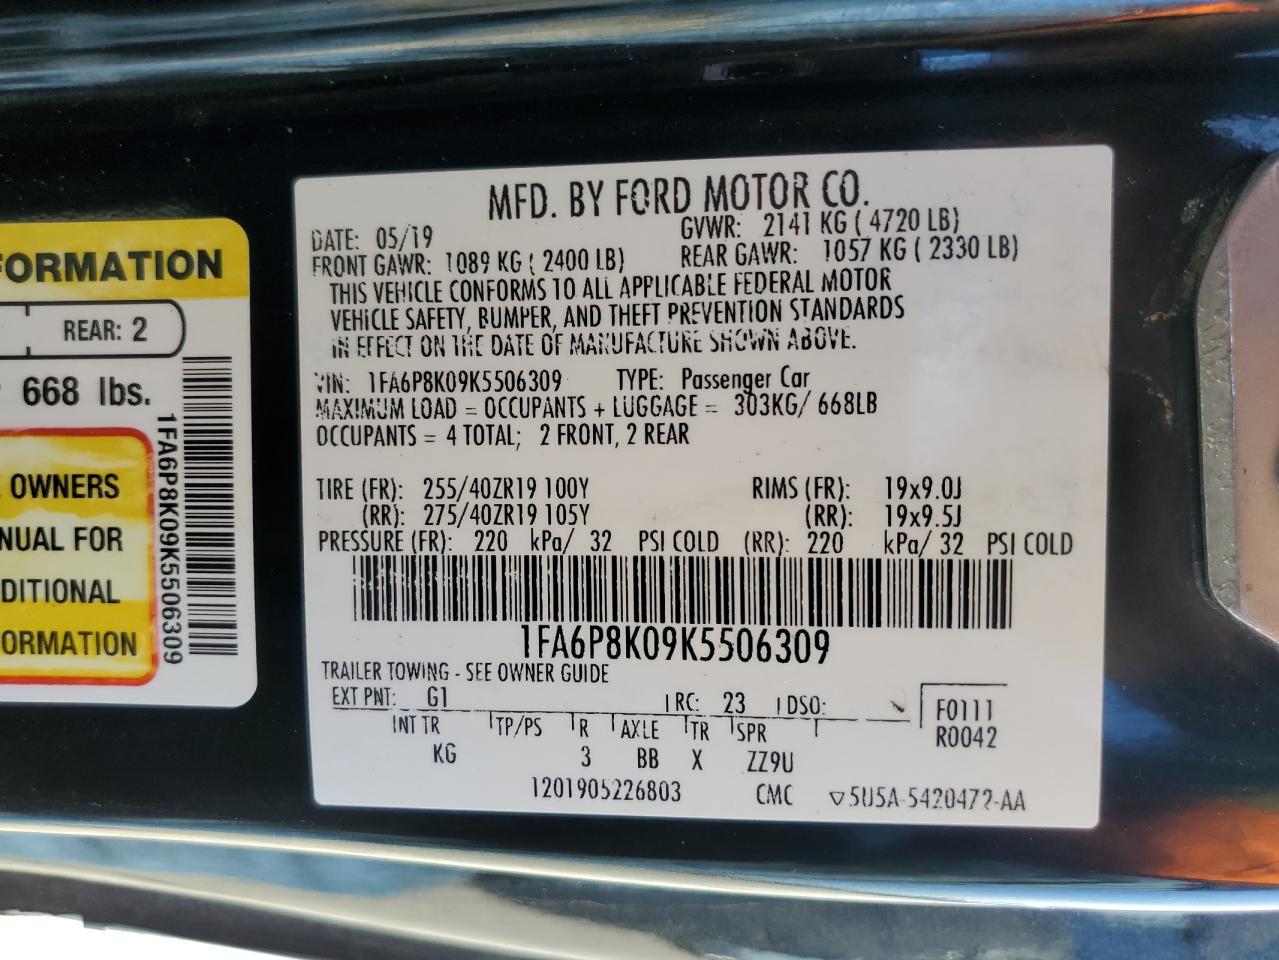 FORMATION
REAR: 2
668 lbs.
OWNERS
NUAL FOR
DITIONAL
ORMATION
1FA6P8K09K5506309
MFD. BY FORD MOTOR CO.
DATE: 05/19 GVWR: 2141 KG ( 4720 LB)
FRONT GAWR: 1089 KG ( 2400 LB) REAR GAWR: 1057 KG ( 2330 LB)
THIS VEHICLE CONFORMS TO ALL APPLICABLE FEDERAL MOTOR
VEHICLE SAFETY, BUMPER, AND THEFT PREVENTION STANDARDS
IN EFFECT ON THE DATE OF MANUFACTURE SHOWN ABOVE.
VIN: 1FA6P8K09K5506309 TYPE: Passenger Car
MAXIMUM LOAD = OCCUPANTS + LUGGAGE = 303KG/ 668LB
OCCUPANTS = 4 TOTAL; 2 FRONT, 2 REAR
TIRE (FR): 255/40ZR19 100Y RIMS (FR): 19x9.0J
(RR): 275/40ZR19 105Y (RR): 19x9.5J
PRESSURE (FR): 220 kPa/ 32 PSI COLD (RR): 220 kPa/ 32 PSI COLD
1FA6P8K09K5506309
TRAILER TOWING - SEE OWNER GUIDE
EXT PNT: G1 RC: 23 DSO: F0111
INT TR TP/PS R AXLE TR SPR R0042
KG 3 BB X ZZ9U
1201905226803 CMC ▽5U5A-5420472-AA